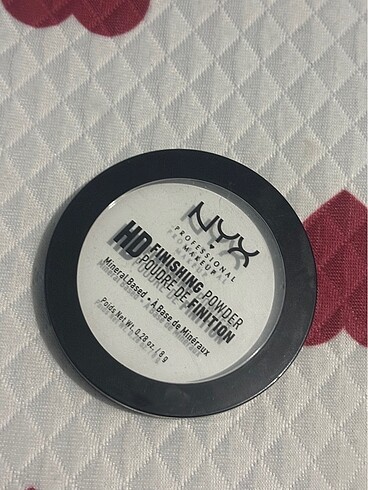 NYX
PROFESSIONAL
MAKEUP
HD FINISHING POWDER
POUDRE DE FINITION
Mineral Based • À Base de Minéraux
Poids Net Wt. 0.28 oz / 8 g